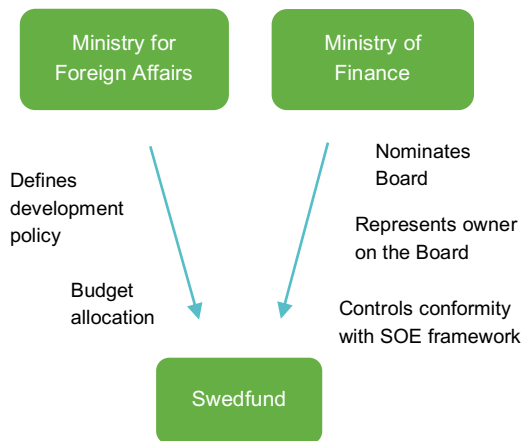 Ministry for
Foreign Affairs
Ministry of
Finance
Defines
development
policy
Budget
allocation
Nominates
Board
Represents owner
on the Board
Controls conformity
with SOE framework
Swedfund